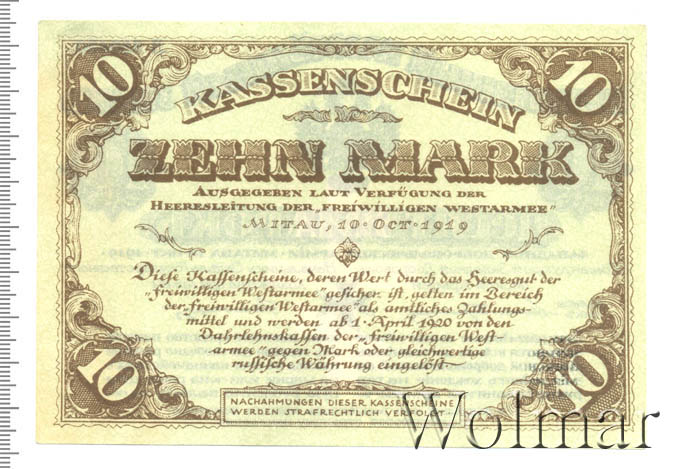 10 10
KASSENSCHEIN
ZEHN MARK
AUSGEGEBEN LAUT VERFÜGUNG DER
HEERESLEITUNG DER „FREIWILLIGEN WESTARMEE"
MITAU, 10·OCT·1919
Diese Kassenscheine, deren Wert durch das Heeresgut der
„freiwilligen Westarmee" gesichert ist, gelten im Bereich
der „freiwilligen Westarmee" als amtliches Zahlungs-
mittel und werden ab 1·April 1920 von den
Darlehnskassen der „freiwilligen West-
armee" gegen Mark oder gleichwertige
russische Währung eingelöst
10 10
NACHAHMUNGEN DIESER KASSENSCHEINE
WERDEN STRAFRECHTLICH VERFOLGT
Wolmar